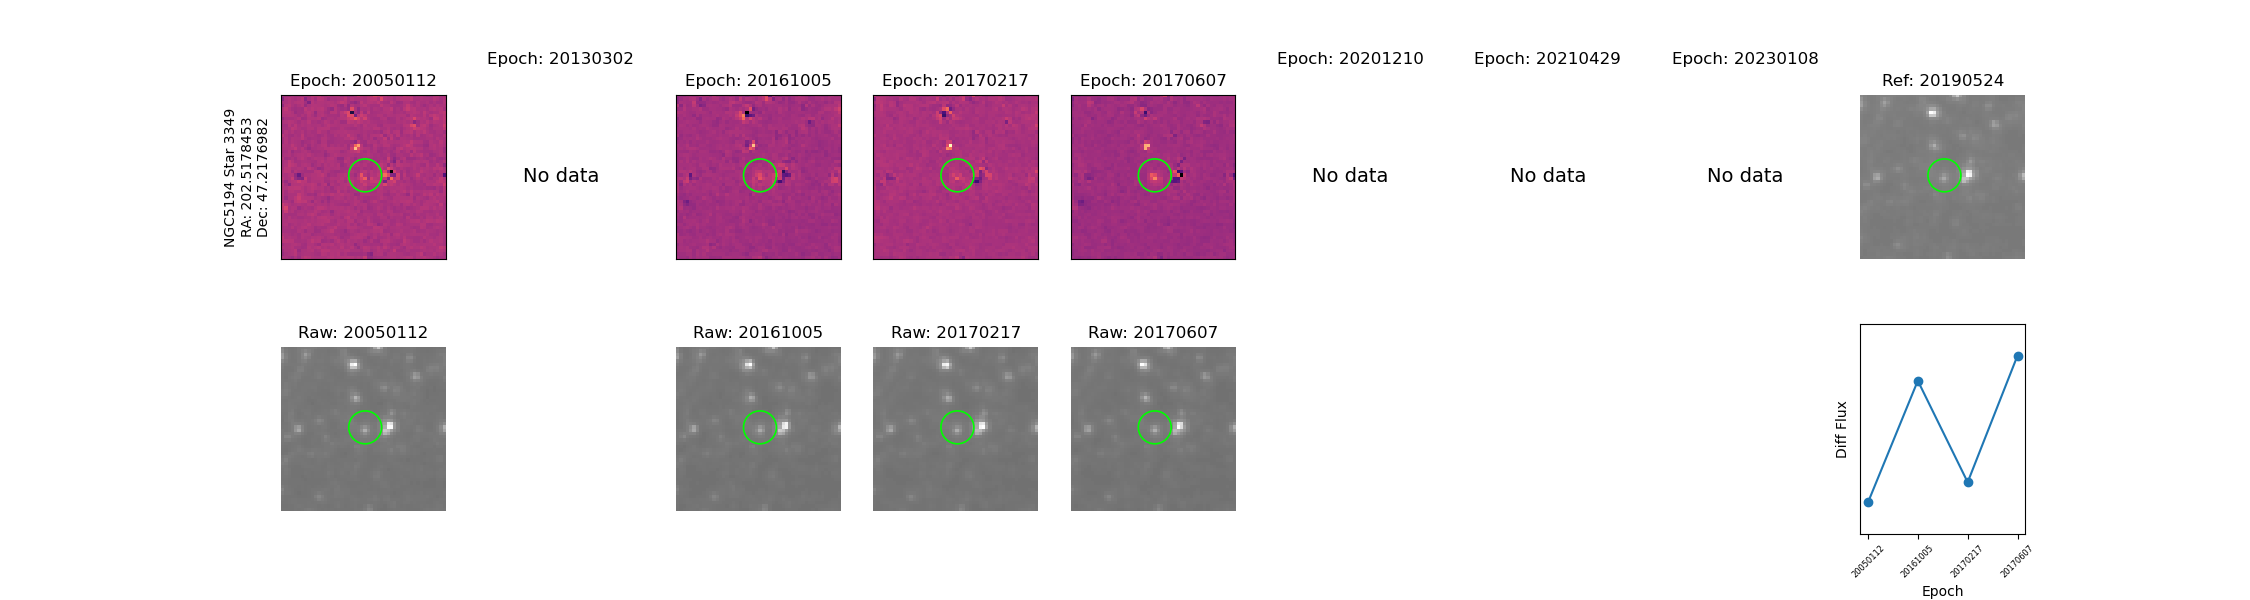 NGC5194 Star 3349
RA: 202.5178453
Dec: 47.2176982
Epoch: 20050112
Epoch: 20130302
No data
Epoch: 20161005
Epoch: 20170217
Epoch: 20170607
Epoch: 20201210
No data
Epoch: 20210429
No data
Epoch: 20230108
No data
Ref: 20190524
Raw: 20050112
Raw: 20161005
Raw: 20170217
Raw: 20170607
Diff Flux
20050112
20161005
20170217
20170607
Epoch